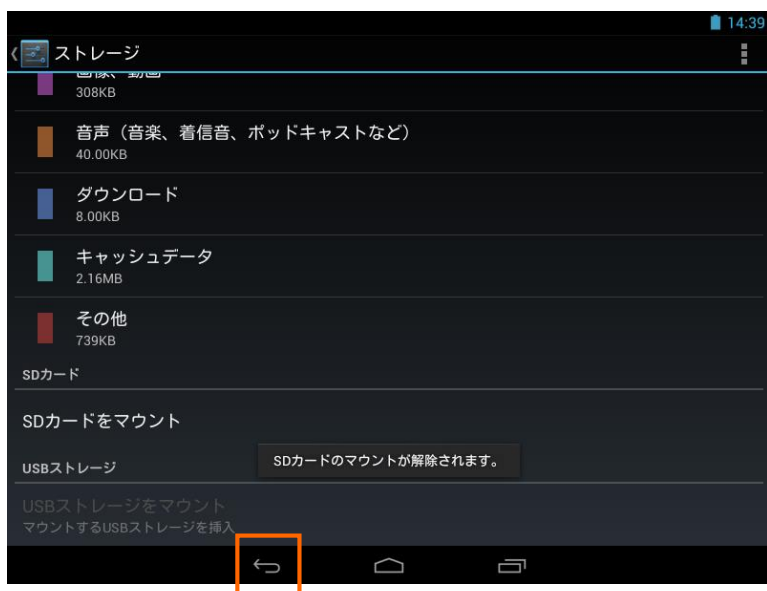 14:39
ストレージ
画像、動画
308KB
音声（音楽、着信音、ポッドキャストなど）
40.00KB
ダウンロード
8.00KB
キャッシュデータ
2.16MB
その他
739KB
SDカード
SDカードをマウント
SDカードのマウントが解除されます。
USBストレージ
USBストレージをマウント
マウントするUSBストレージを挿入